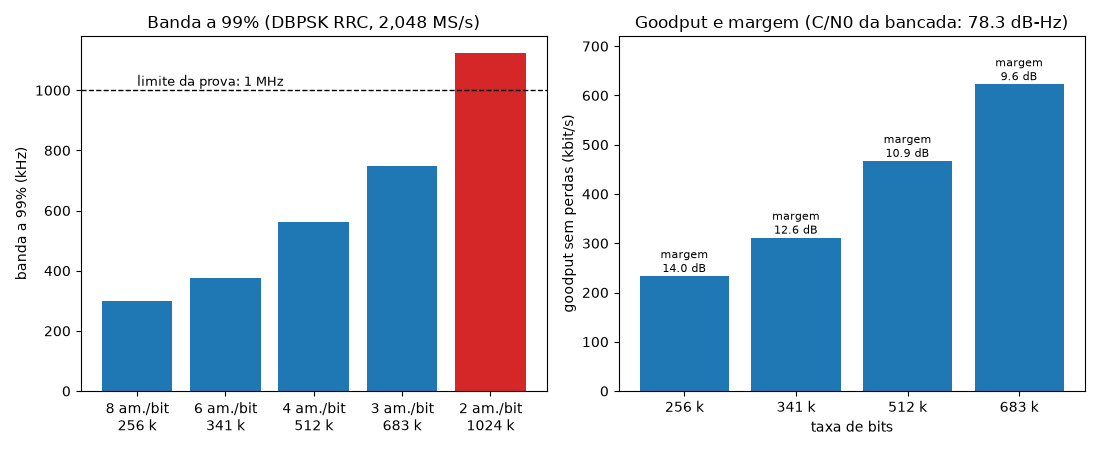 Banda a 99% (DBPSK RRC, 2,048 MS/s)
banda a 99% (kHz)
1000
800
600
400
200
0
limite da prova: 1 MHz
8 am./bit
256 k
6 am./bit
341 k
4 am./bit
512 k
3 am./bit
683 k
2 am./bit
1024 k
Goodput e margem (C/N0 da bancada: 78.3 dB-Hz)
goodput sem perdas (kbit/s)
700
600
500
400
300
200
100
0
margem
14.0 dB
margem
12.6 dB
margem
10.9 dB
margem
9.6 dB
256 k
341 k
512 k
683 k
taxa de bits